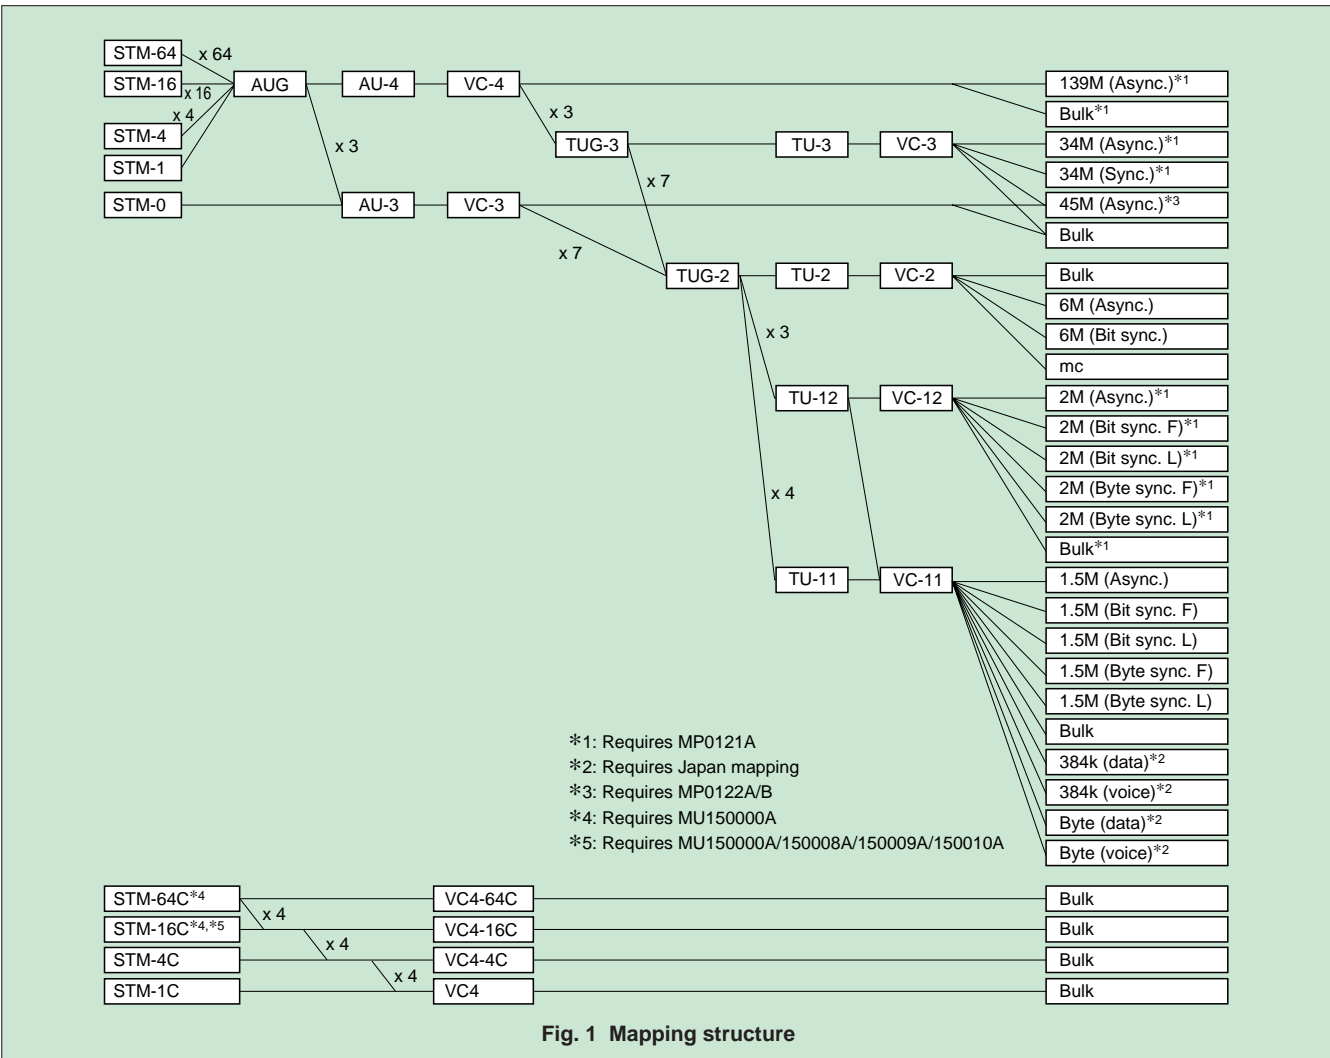 STM-64
x 64
STM-16
x 16
AUG
AU-4
VC-4
139M (Async.)*1
Bulk*1
x 4
STM-4
x 3
x 3
TUG-3
TU-3
VC-3
34M (Async.)*1
STM-1
34M (Sync.)*1
x 7
STM-0
AU-3
VC-3
45M (Async.)*3
Bulk
x 7
TUG-2
TU-2
VC-2
Bulk
6M (Async.)
x 3
6M (Bit sync.)
mc
TU-12
VC-12
2M (Async.)*1
2M (Bit sync. F)*1
2M (Bit sync. L)*1
x 4
2M (Byte sync. F)*1
2M (Byte sync. L)*1
Bulk*1
TU-11
VC-11
1.5M (Async.)
1.5M (Bit sync. F)
1.5M (Bit sync. L)
1.5M (Byte sync. F)
1.5M (Byte sync. L)
Bulk
384k (data)*2
384k (voice)*2
Byte (data)*2
Byte (voice)*2
*1: Requires MP0121A
*2: Requires Japan mapping
*3: Requires MP0122A/B
*4: Requires MU150000A
*5: Requires MU150000A/150008A/150009A/150010A
STM-64C*4
VC4-64C
Bulk
x 4
STM-16C*4,*5
VC4-16C
Bulk
x 4
STM-4C
VC4-4C
Bulk
x 4
STM-1C
VC4
Bulk
Fig. 1 Mapping structure